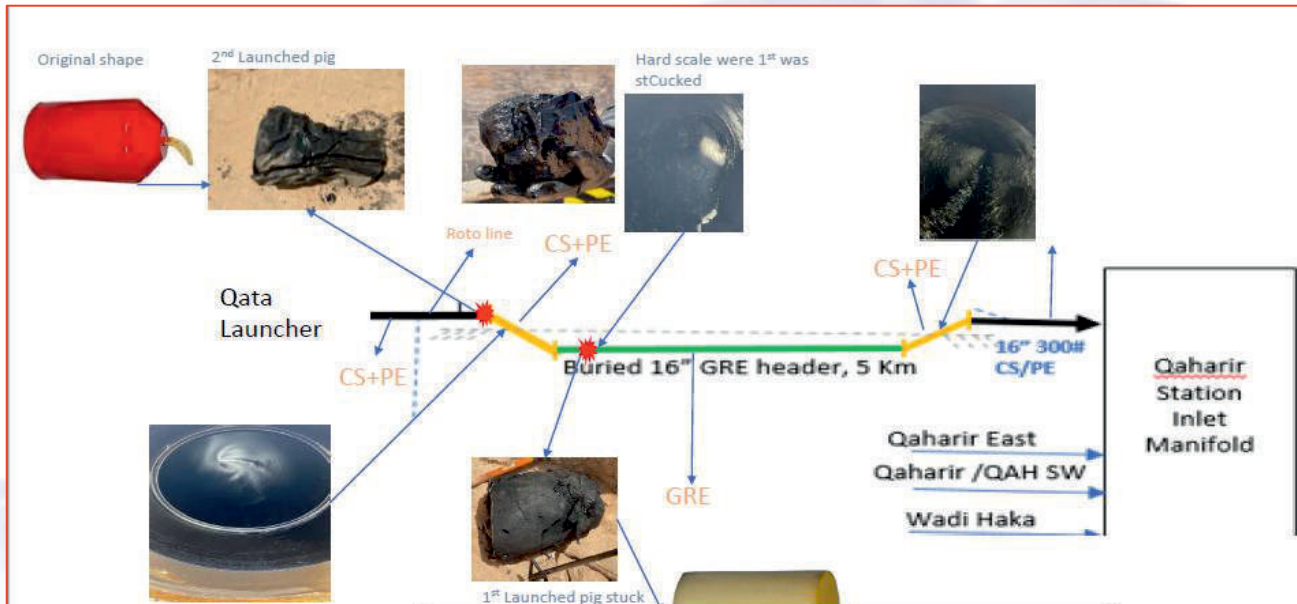 Original shape
2nd Launched pig
Hard scale were 1st was
stCucked
Roto line
CS+PE
CS+PE
Qata
Launcher
CS+PE
Buried 16” GRE header, 5 Km
16” 300#
CS/PE
Qaharir
Station
Inlet
Manifold
Qaharir East
Qaharir /QAH SW
Wadi Haka
GRE
1st Launched pig stuck